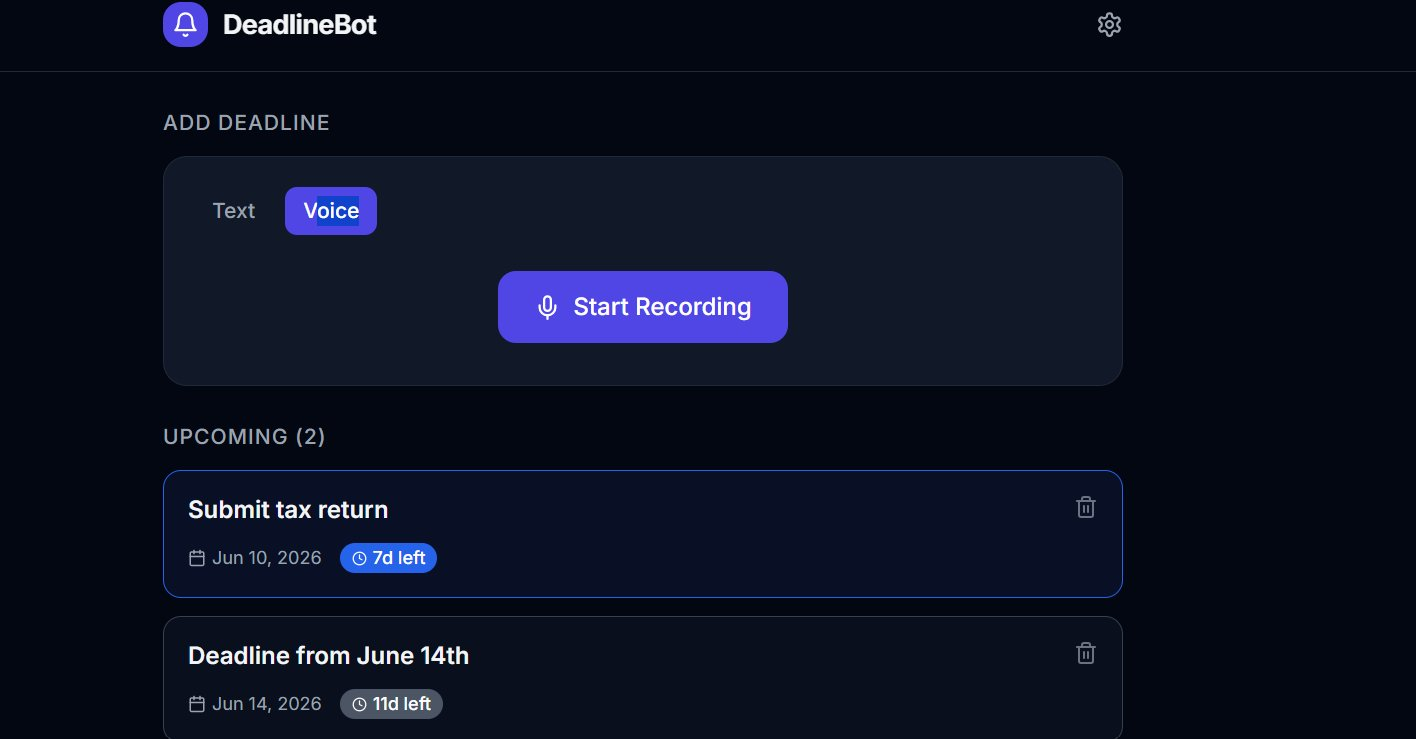 DeadlineBot
ADD DEADLINE
Text Voice
Start Recording
UPCOMING (2)
Submit tax return
Jun 10, 2026 7d left
Deadline from June 14th
Jun 14, 2026 11d left